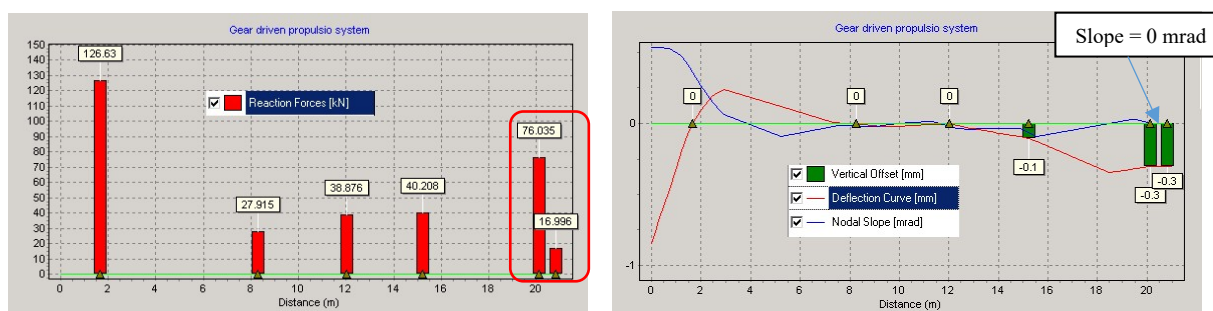 Gear driven propulsio system
150
140
130
120
110
100
90
80
70
60
50
40
30
20
10
0
126.63
27.915
38.876
40.208
76.035
16.996
Reaction Forces [kN]
0 2 4 6 8 10 12 14 16 18 20
Distance (m)
Gear driven propulsio system
Slope = 0 mrad
0
-1
0
0
0
-0.1
-0.3
-0.3
Vertical Offset [mm]
Deflection Curve [mm]
Nodal Slope [mrad]
0 2 4 6 8 10 12 14 16 18 20
Distance (m)